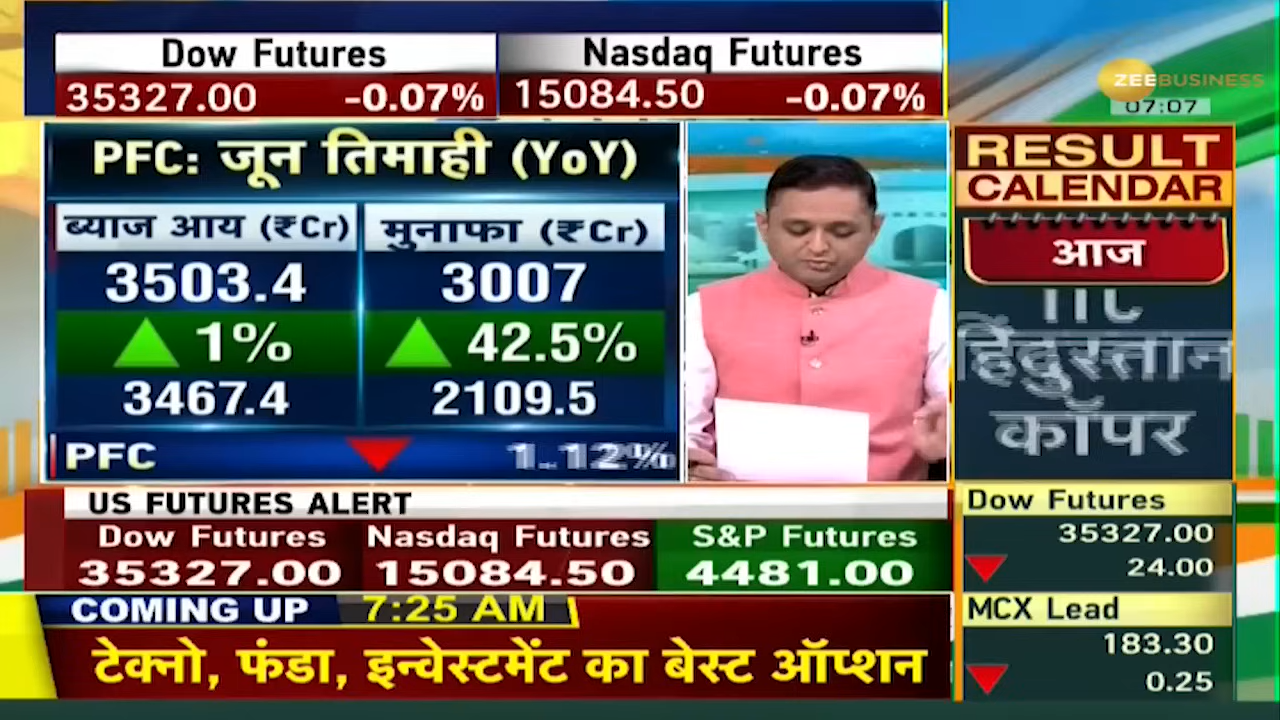 Dow Futures
35327.00 -0.07%
Nasdaq Futures
15084.50 -0.07%
ZEEBUSINESS
07:07
PFC: जून तिमाही (YoY)
ब्याज आय (₹Cr) मुनाफा (₹Cr)
3503.4 3007
1% 42.5%
3467.4 2109.5
PFC
RESULT
CALENDAR
आज
हिंदुस्तान
कॉपर
US FUTURES ALERT
Dow Futures Nasdaq Futures S&P Futures
35327.00 15084.50 4481.00
COMING UP 7:25 AM
टेक्नो, फंडा, इन्वेस्टमेंट का बेस्ट ऑप्शन
Dow Futures
35327.00
24.00
MCX Lead
183.30
0.25